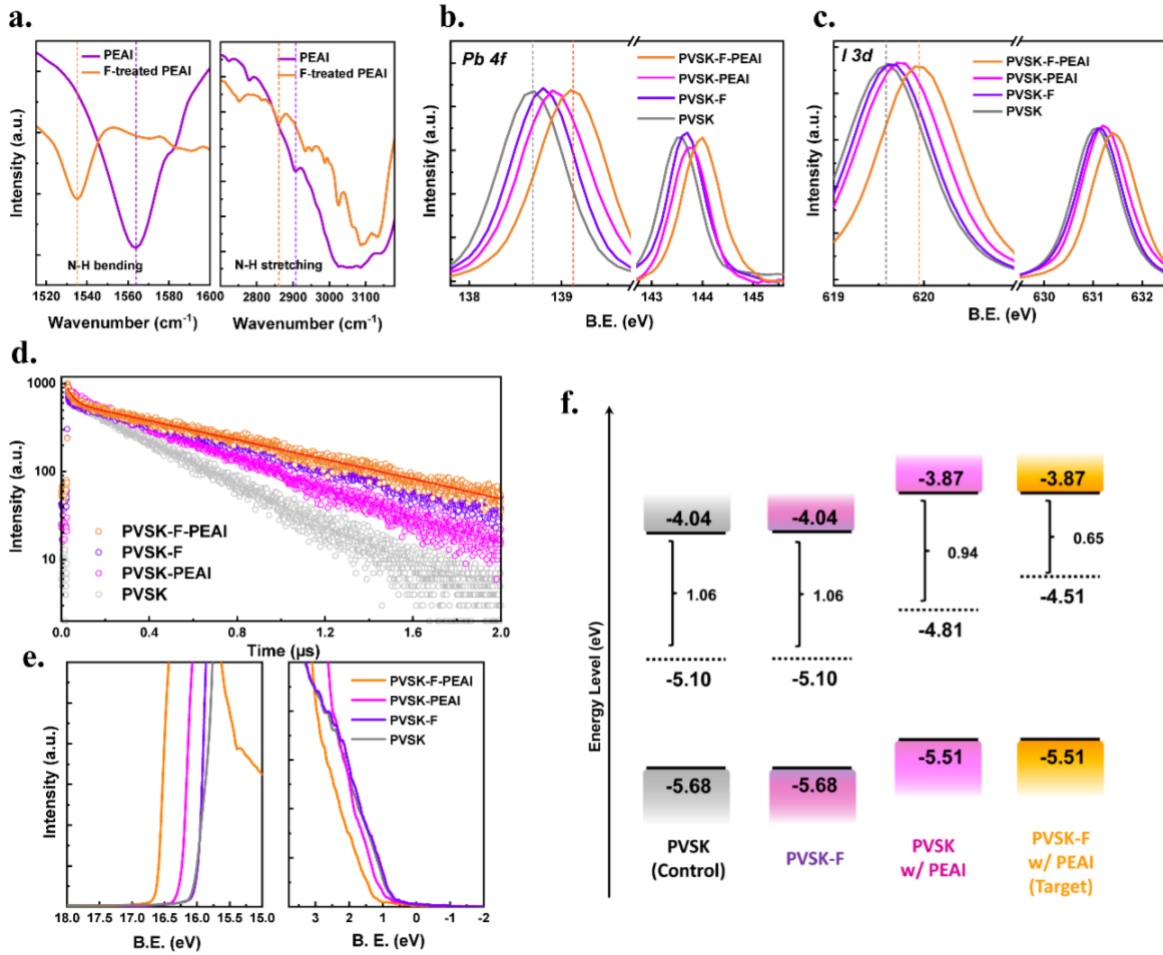 a.
PEAI
F-treated PEAI
N-H bending
1520 1540 1560 1580 1600
Wavenumber (cm⁻¹)
Intensity (a.u.)
PEAI
F-treated PEAI
N-H stretching
2800 2900 3000 3100
Wavenumber (cm⁻¹)
b.
Pb 4f
PVSK-F-PEAI
PVSK-PEAI
PVSK-F
PVSK
138 139 143 144 145
B.E. (eV)
Intensity (a.u.)
c.
I 3d
PVSK-F-PEAI
PVSK-PEAI
PVSK-F
PVSK
619 620 630 631 632
B.E. (eV)
Intensity (a.u.)
d.
1000
100
10
Intensity (a.u.)
PVSK-F-PEAI
PVSK-F
PVSK-PEAI
PVSK
0.0 0.4 0.8 1.2 1.6 2.0
Time (μs)
e.
Intensity (a.u.)
18.0 17.5 17.0 16.5 16.0 15.5 15.0
B.E. (eV)
PVSK-F-PEAI
PVSK-PEAI
PVSK-F
PVSK
3 2 1 0 -1 -2
B. E. (eV)
f.
Energy Level (eV)
-4.04
1.06
-5.10
-5.68
PVSK
(Control)
-4.04
1.06
-5.10
-5.68
PVSK-F
-3.87
0.94
-4.81
-5.51
PVSK
w/ PEAI
-3.87
0.65
-4.51
-5.51
PVSK-F
w/ PEAI
(Target)